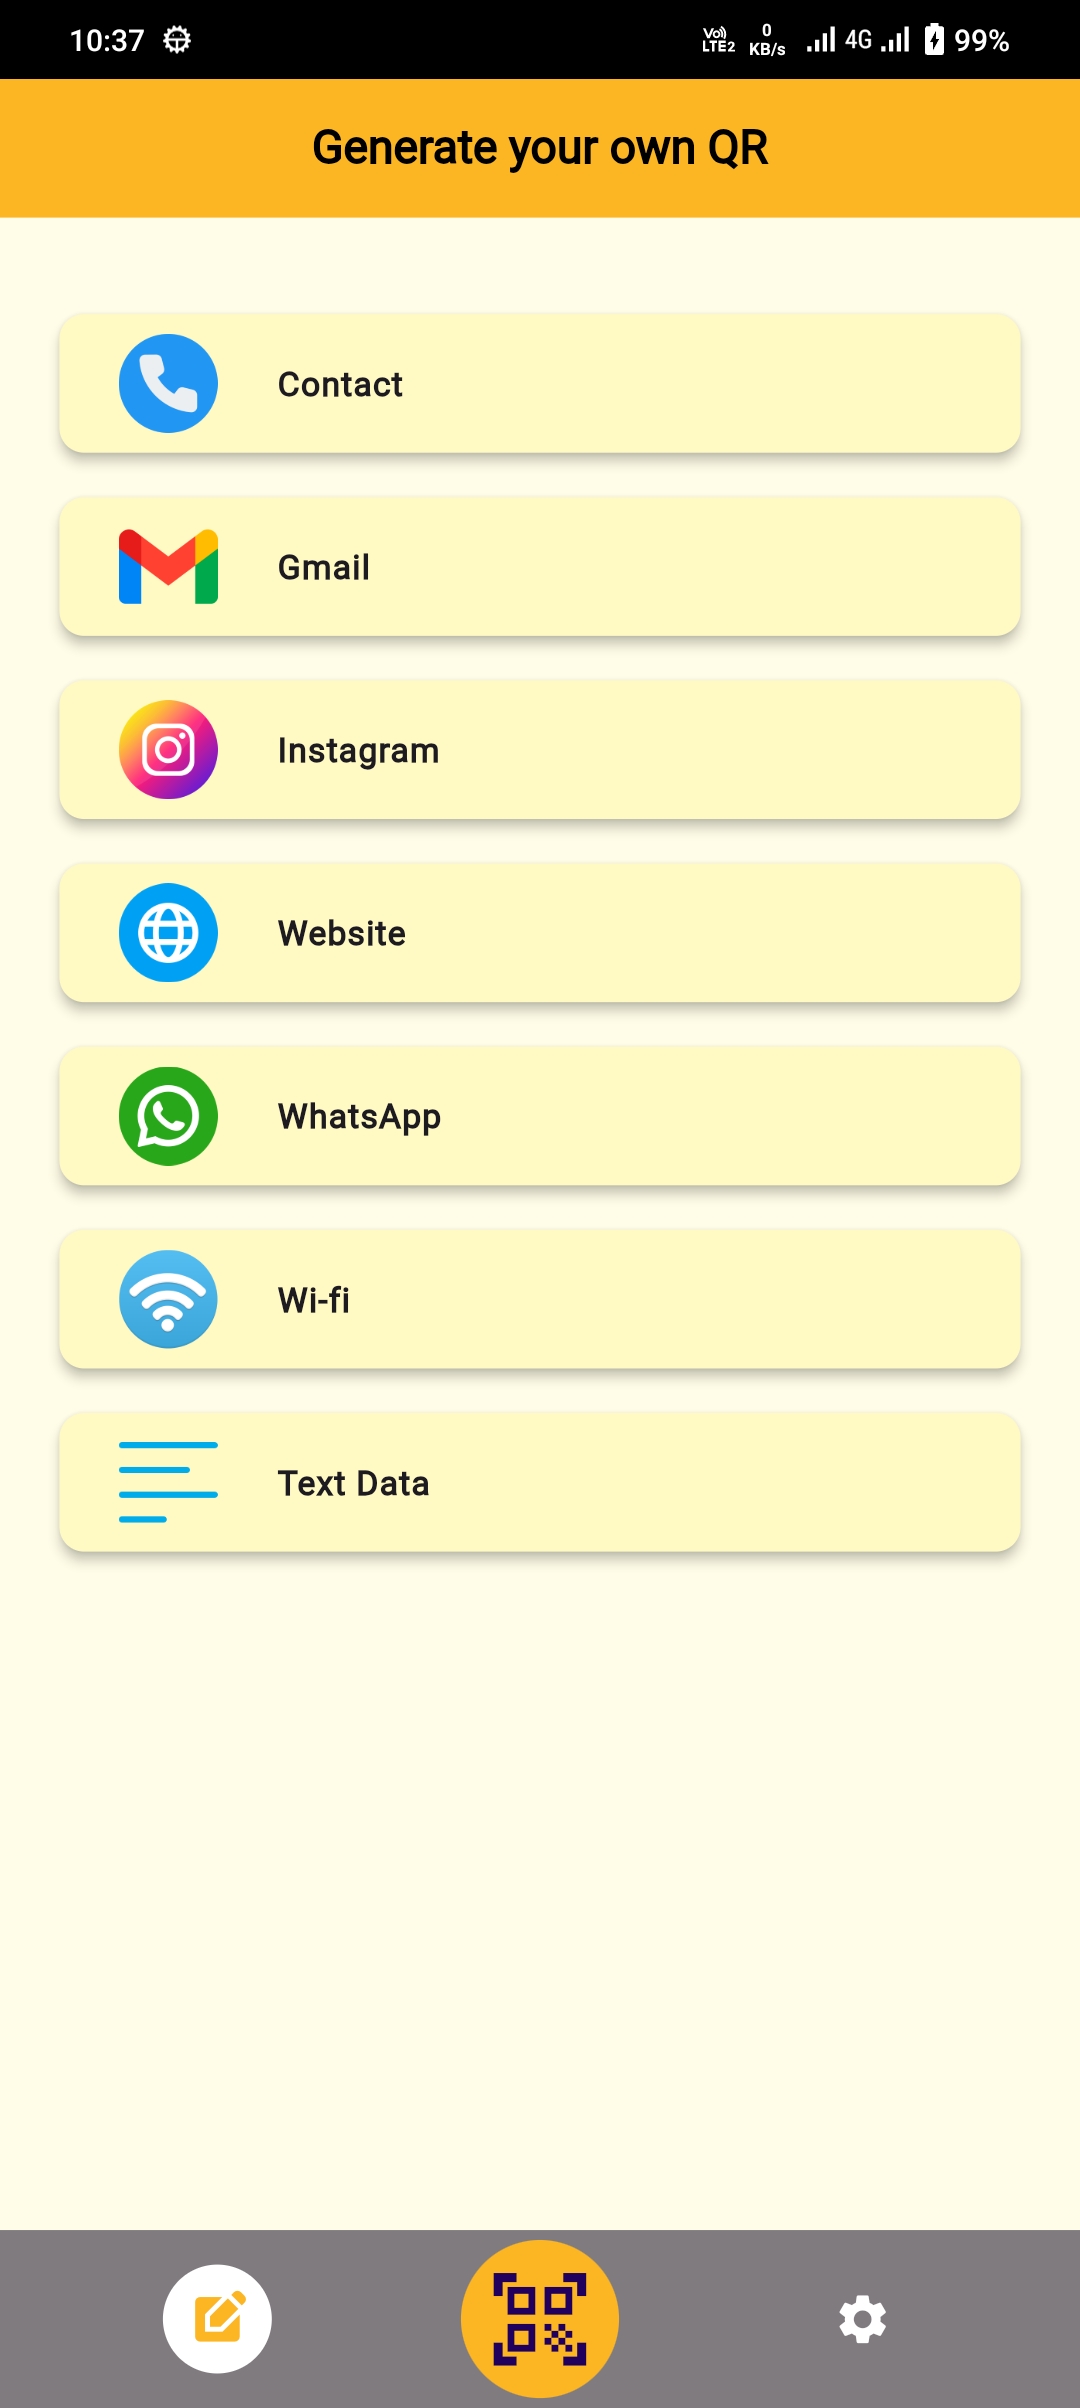 10:37
Vo) LTE2 0 KB/s 4G 99%
Generate your own QR
Contact
Gmail
Instagram
Website
WhatsApp
Wi-fi
Text Data